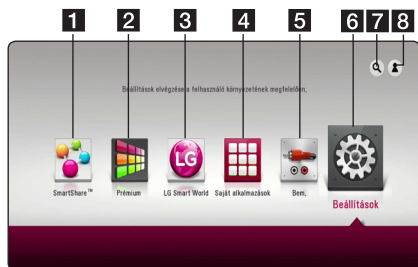 1 2 3 4 5 6 7 8
Beállítások elvégzése a felhasználó környezetének megfelelően.
LG
SmartShare™ Prémium LG Smart World Saját alkalmazások Bem.
Beállítások